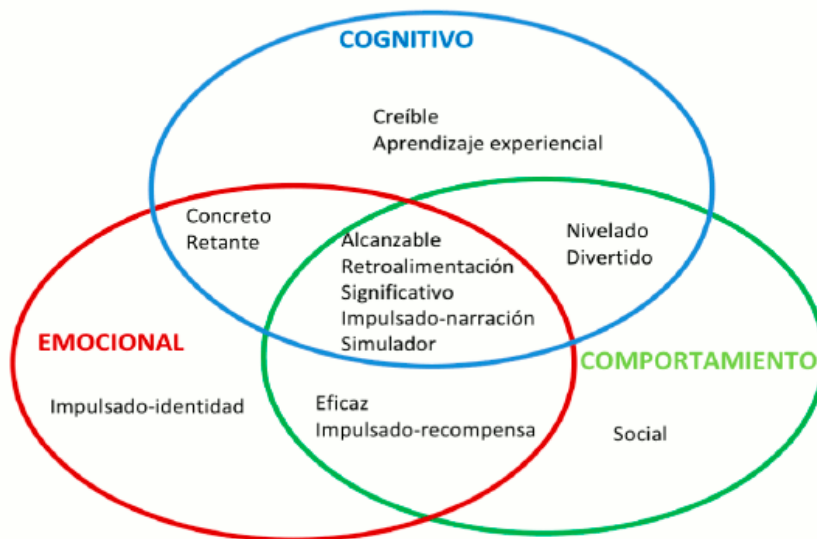 COGNITIVO
Creíble
Aprendizaje experiencial
Concreto
Retante
Alcanzable
Retroalimentación
Significativo
Impulsado-narración
Simulador
Nivelado
Divertido
EMOCIONAL
COMPORTAMIENTO
Impulsado-identidad
Eficaz
Impulsado-recompensa
Social